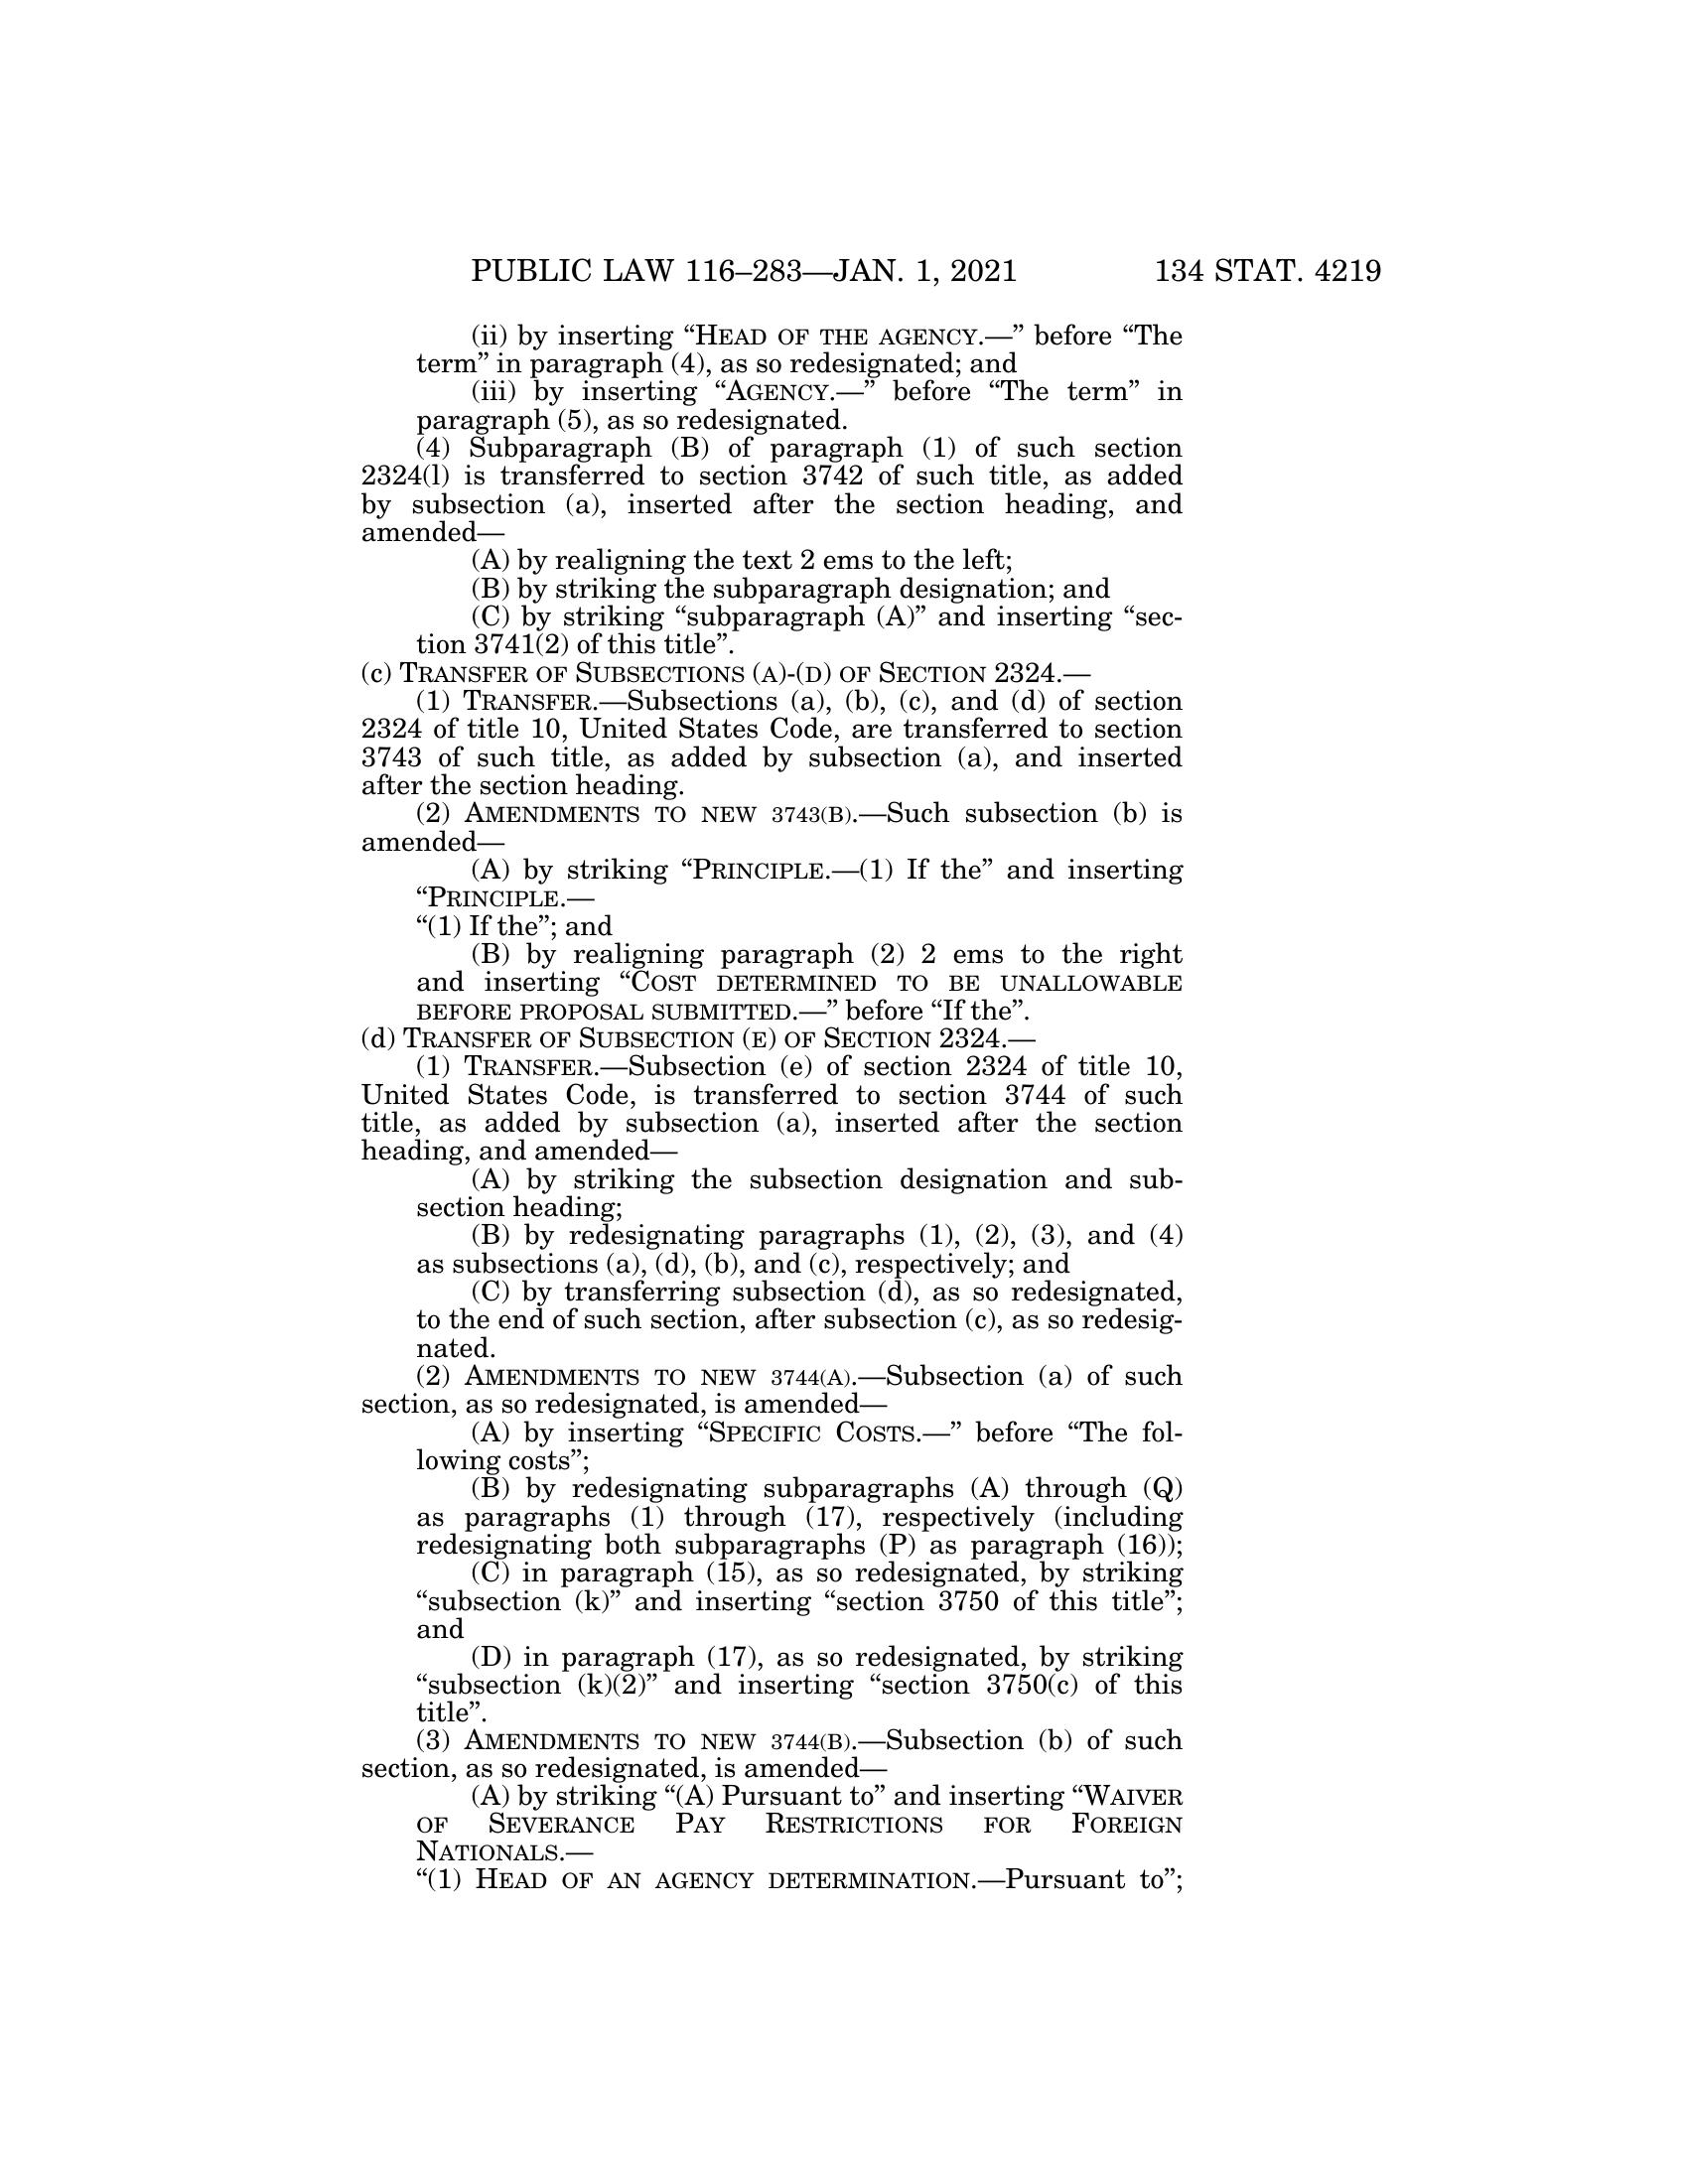 PUBLIC LAW 116–283—JAN. 1, 2021 134 STAT. 4219
(ii) by inserting “HEAD OF THE AGENCY.—” before “The
term” in paragraph (4), as so redesignated; and
(iii) by inserting “AGENCY.—” before “The term” in
paragraph (5), as so redesignated.
(4) Subparagraph (B) of paragraph (1) of such section
2324(l) is transferred to section 3742 of such title, as added
by subsection (a), inserted after the section heading, and
amended—
(A) by realigning the text 2 ems to the left;
(B) by striking the subparagraph designation; and
(C) by striking “subparagraph (A)” and inserting “sec-
tion 3741(2) of this title”.
(c) TRANSFER OF SUBSECTIONS (A)-(D) OF SECTION 2324.—
(1) TRANSFER.—Subsections (a), (b), (c), and (d) of section
2324 of title 10, United States Code, are transferred to section
3743 of such title, as added by subsection (a), and inserted
after the section heading.
(2) AMENDMENTS TO NEW 3743(B).—Such subsection (b) is
amended—
(A) by striking “PRINCIPLE.—(1) If the” and inserting
“PRINCIPLE.—
“(1) If the”; and
(B) by realigning paragraph (2) 2 ems to the right
and inserting “COST DETERMINED TO BE UNALLOWABLE
BEFORE PROPOSAL SUBMITTED.—” before “If the”.
(d) TRANSFER OF SUBSECTION (E) OF SECTION 2324.—
(1) TRANSFER.—Subsection (e) of section 2324 of title 10,
United States Code, is transferred to section 3744 of such
title, as added by subsection (a), inserted after the section
heading, and amended—
(A) by striking the subsection designation and sub-
section heading;
(B) by redesignating paragraphs (1), (2), (3), and (4)
as subsections (a), (d), (b), and (c), respectively; and
(C) by transferring subsection (d), as so redesignated,
to the end of such section, after subsection (c), as so redesig-
nated.
(2) AMENDMENTS TO NEW 3744(A).—Subsection (a) of such
section, as so redesignated, is amended—
(A) by inserting “SPECIFIC COSTS.—” before “The fol-
lowing costs”;
(B) by redesignating subparagraphs (A) through (Q)
as paragraphs (1) through (17), respectively (including
redesignating both subparagraphs (P) as paragraph (16));
(C) in paragraph (15), as so redesignated, by striking
“subsection (k)” and inserting “section 3750 of this title”;
and
(D) in paragraph (17), as so redesignated, by striking
“subsection (k)(2)” and inserting “section 3750(c) of this
title”.
(3) AMENDMENTS TO NEW 3744(B).—Subsection (b) of such
section, as so redesignated, is amended—
(A) by striking “(A) Pursuant to” and inserting “WAIVER
OF SEVERANCE PAY RESTRICTIONS FOR FOREIGN
NATIONALS.—
“(1) HEAD OF AN AGENCY DETERMINATION.—Pursuant to”;